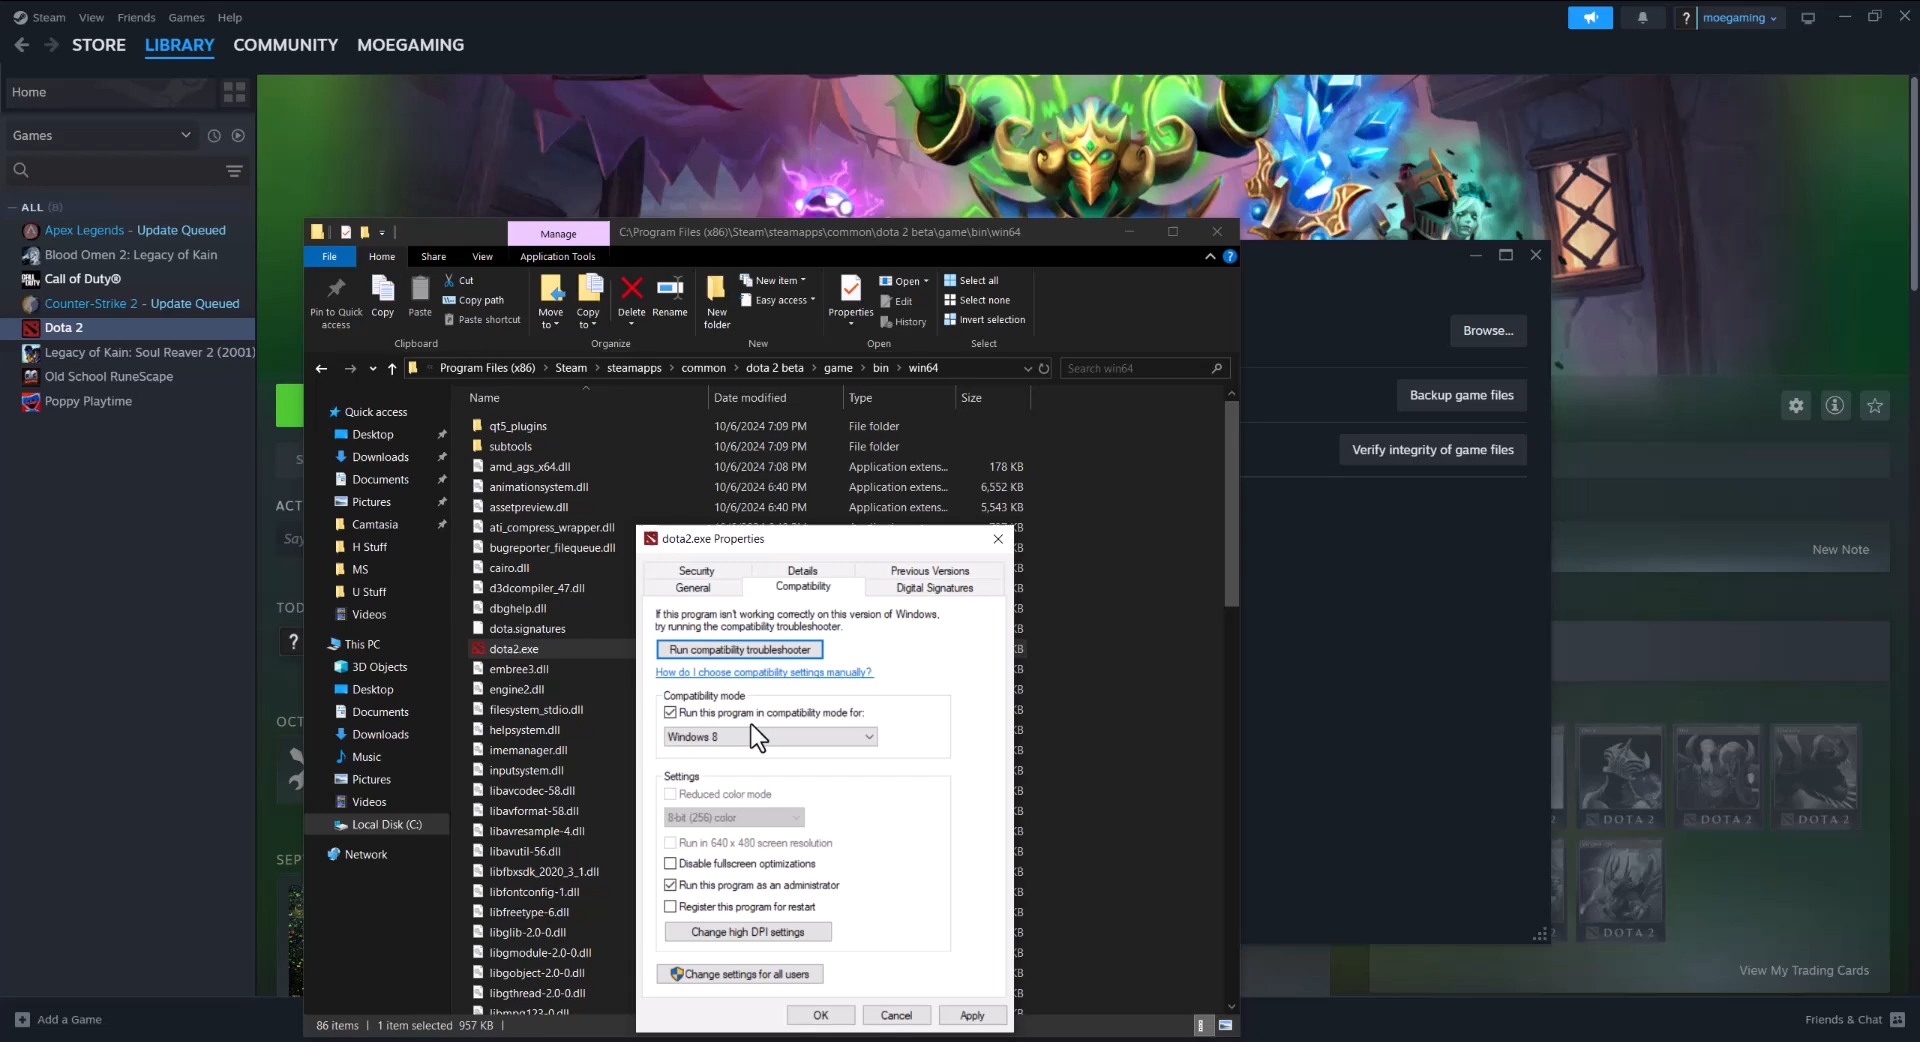 Steam View Friends Games Help
? moegaming
STORE LIBRARY COMMUNITY MOEGAMING
Home
Games
ALL (8)
Apex Legends - Update Queued
Blood Omen 2: Legacy of Kain
Call of Duty®
Counter-Strike 2 - Update Queued
Dota 2
Legacy of Kain: Soul Reaver 2 (2001)
Old School RuneScape
Poppy Playtime
Add a Game
Manage C:\Program Files (x86)\Steam\steamapps\common\dota 2 beta\game\bin\win64
File Home Share View Application Tools
Pin to Quick access
Copy
Paste
Cut
Copy path
Paste shortcut
Clipboard
Move to
Copy to
Delete
Rename
Organize
New folder
New item
Easy access
New
Properties
Open
Edit
History
Open
Select all
Select none
Invert selection
Select
Program Files (x86) > Steam > steamapps > common > dota 2 beta > game > bin > win64
Search win64
Quick access
Desktop
Downloads
Documents
Pictures
Camtasia
H Stuff
MS
U Stuff
Videos
This PC
3D Objects
Desktop
Documents
Downloads
Music
Pictures
Videos
Local Disk (C:)
Network
Name Date modified Type Size
qt5_plugins 10/6/2024 7:09 PM File folder
subtools 10/6/2024 7:09 PM File folder
amd_ags_x64.dll 10/6/2024 7:08 PM Application extens... 178 KB
animationsystem.dll 10/6/2024 6:40 PM Application extens... 6,552 KB
assetpreview.dll 10/6/2024 6:40 PM Application extens... 5,543 KB
ati_compress_wrapper.dll
bugreporter_filequeue.dll
cairo.dll
d3dcompiler_47.dll
dbghelp.dll
dota.signatures
dota2.exe
embree3.dll
engine2.dll
filesystem_stdio.dll
helpsystem.dll
imemanager.dll
inputsystem.dll
libavcodec-58.dll
libavformat-58.dll
libavresample-4.dll
libavutil-56.dll
libfbxsdk_2020_3_1.dll
libfontconfig-1.dll
libfreetype-6.dll
libglib-2.0-0.dll
libgmodule-2.0-0.dll
libgobject-2.0-0.dll
libgthread-2.0-0.dll
libmpg123-0.dll
86 items 1 item selected 957 KB
dota2.exe Properties
Security Details Previous Versions
General Compatibility Digital Signatures
If this program isn't working correctly on this version of Windows,
try running the compatibility troubleshooter.
Run compatibility troubleshooter
How do I choose compatibility settings manually?
Compatibility mode
Run this program in compatibility mode for:
Windows 8
Settings
Reduced color mode
8-bit (256) color
Run in 640 x 480 screen resolution
Disable fullscreen optimizations
Run this program as an administrator
Register this program for restart
Change high DPI settings
Change settings for all users
OK Cancel Apply
Browse...
Backup game files
Verify integrity of game files
New Note
DOTA 2
DOTA 2
DOTA 2
DOTA 2
View My Trading Cards
Friends & Chat